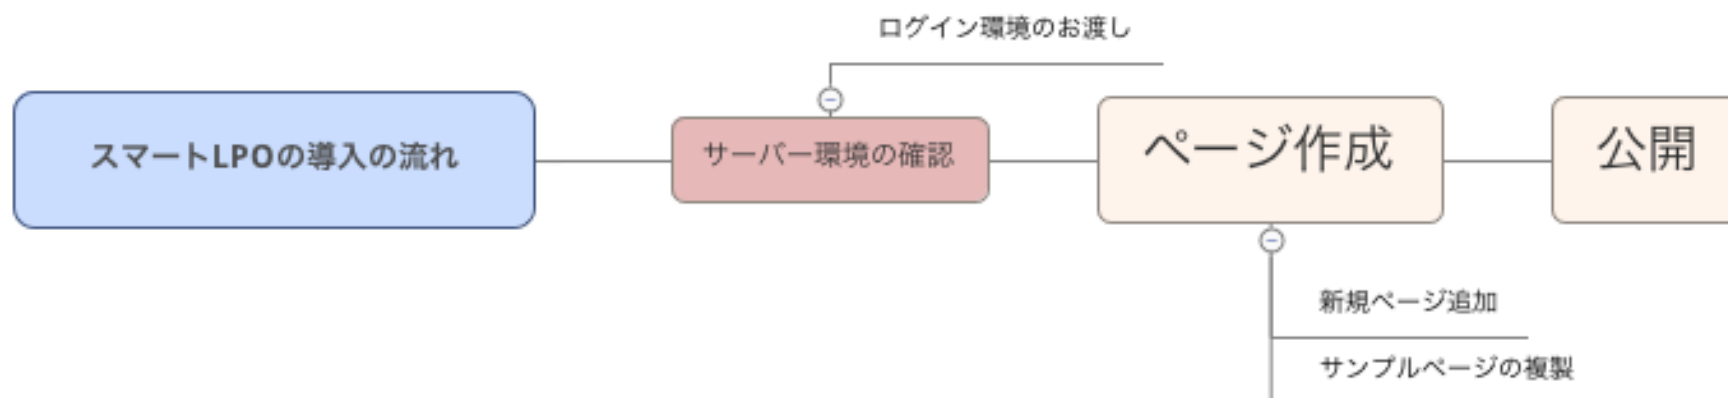 ログイン環境のお渡し
スマートLPOの導入の流れ
サーバー環境の確認
ページ作成
公開
新規ページ追加
サンプルページの複製